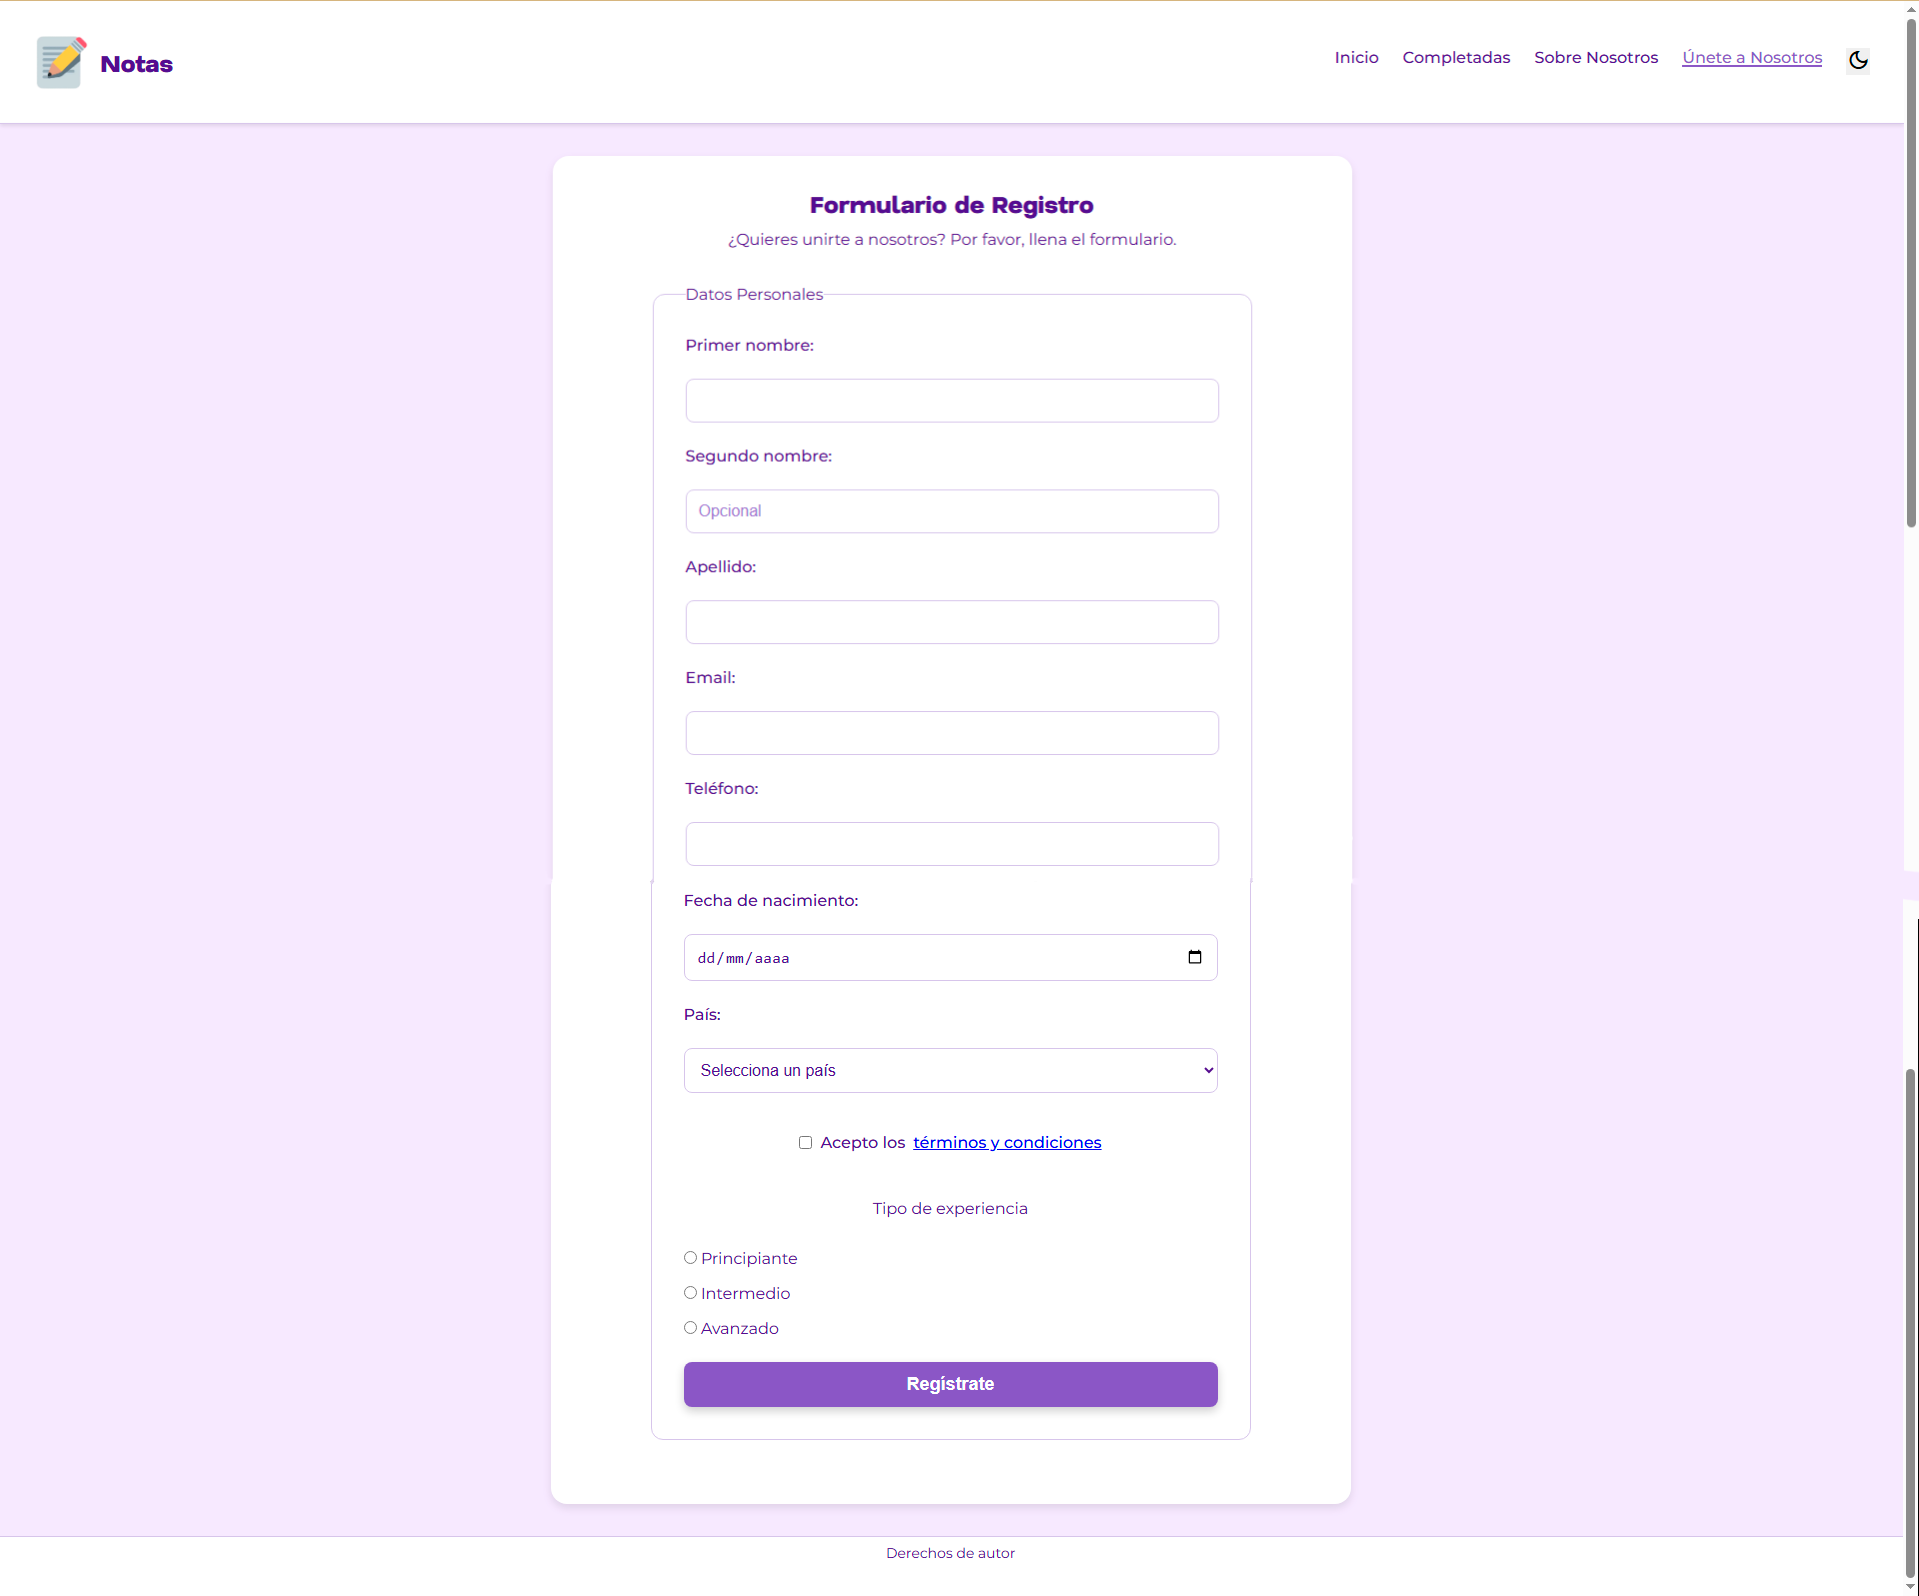 Notas
Inicio Completadas Sobre Nosotros Únete a Nosotros
Formulario de Registro
¿Quieres unirte a nosotros? Por favor, llena el formulario.
Datos Personales
Primer nombre:
Segundo nombre:
Opcional
Apellido:
Email:
Teléfono:
Fecha de nacimiento:
dd/mm/aaaa
País:
Selecciona un país
Acepto los términos y condiciones
Tipo de experiencia
Principiante
Intermedio
Avanzado
Regístrate
Derechos de autor